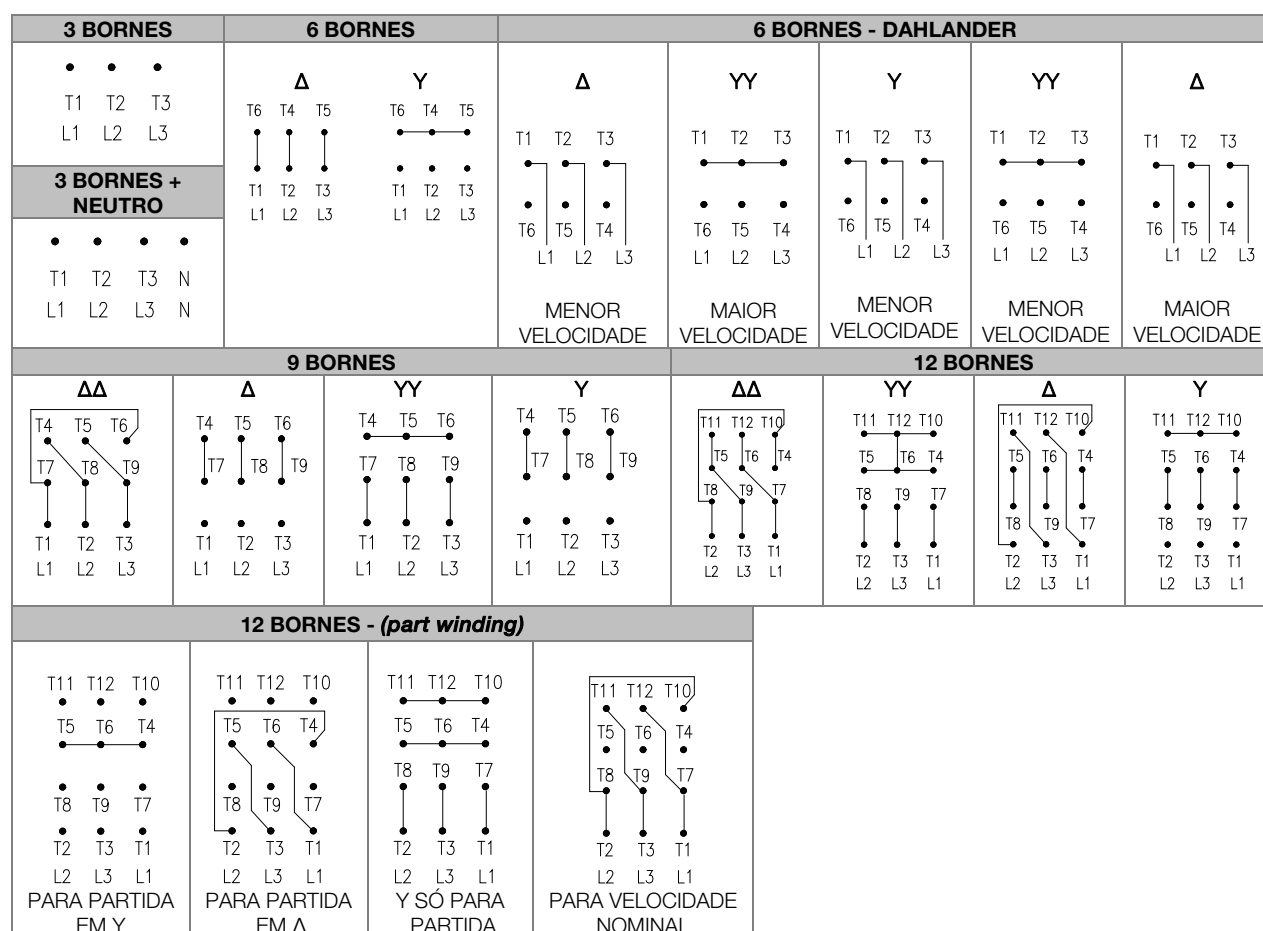 3 BORNES
6 BORNES
6 BORNES - DAHLANDER
T1 T2 T3
L1 L2 L3
3 BORNES +
NEUTRO
T1 T2 T3 N
L1 L2 L3 N
Δ
T6 T4 T5
T1 T2 T3
L1 L2 L3
Y
T6 T4 T5
T1 T2 T3
L1 L2 L3
Δ
T1 T2 T3
T6 T5 T4
L1 L2 L3
MENOR
VELOCIDADE
YY
T1 T2 T3
T6 T5 T4
L1 L2 L3
MAIOR
VELOCIDADE
Y
T1 T2 T3
T6 T5 T4
L1 L2 L3
MENOR
VELOCIDADE
YY
T1 T2 T3
T6 T5 T4
L1 L2 L3
MENOR
VELOCIDADE
Δ
T1 T2 T3
T6 T5 T4
L1 L2 L3
MAIOR
VELOCIDADE
9 BORNES
12 BORNES
ΔΔ
T4 T5 T6
T7 T8 T9
T1 T2 T3
L1 L2 L3
Δ
T4 T5 T6
T7 T8 T9
T1 T2 T3
L1 L2 L3
YY
T4 T5 T6
T7 T8 T9
T1 T2 T3
L1 L2 L3
Y
T4 T5 T6
T7 T8 T9
T1 T2 T3
L1 L2 L3
ΔΔ
T11 T12 T10
T5 T6 T4
T8 T9 T7
T2 T3 T1
L2 L3 L1
YY
T11 T12 T10
T5 T6 T4
T8 T9 T7
T2 T3 T1
L2 L3 L1
Δ
T11 T12 T10
T5 T6 T4
T8 T9 T7
T2 T3 T1
L2 L3 L1
Y
T11 T12 T10
T5 T6 T4
T8 T9 T7
T2 T3 T1
L2 L3 L1
12 BORNES - (part winding)
T11 T12 T10
T5 T6 T4
T8 T9 T7
T2 T3 T1
L2 L3 L1
PARA PARTIDA
EM Y
T11 T12 T10
T5 T6 T4
T8 T9 T7
T2 T3 T1
L2 L3 L1
PARA PARTIDA
EM Δ
T11 T12 T10
T5 T6 T4
T8 T9 T7
T2 T3 T1
L2 L3 L1
Y SÓ PARA
PARTIDA
T11 T12 T10
T5 T6 T4
T8 T9 T7
T2 T3 T1
L2 L3 L1
PARA VELOCIDADE
NOMINAL